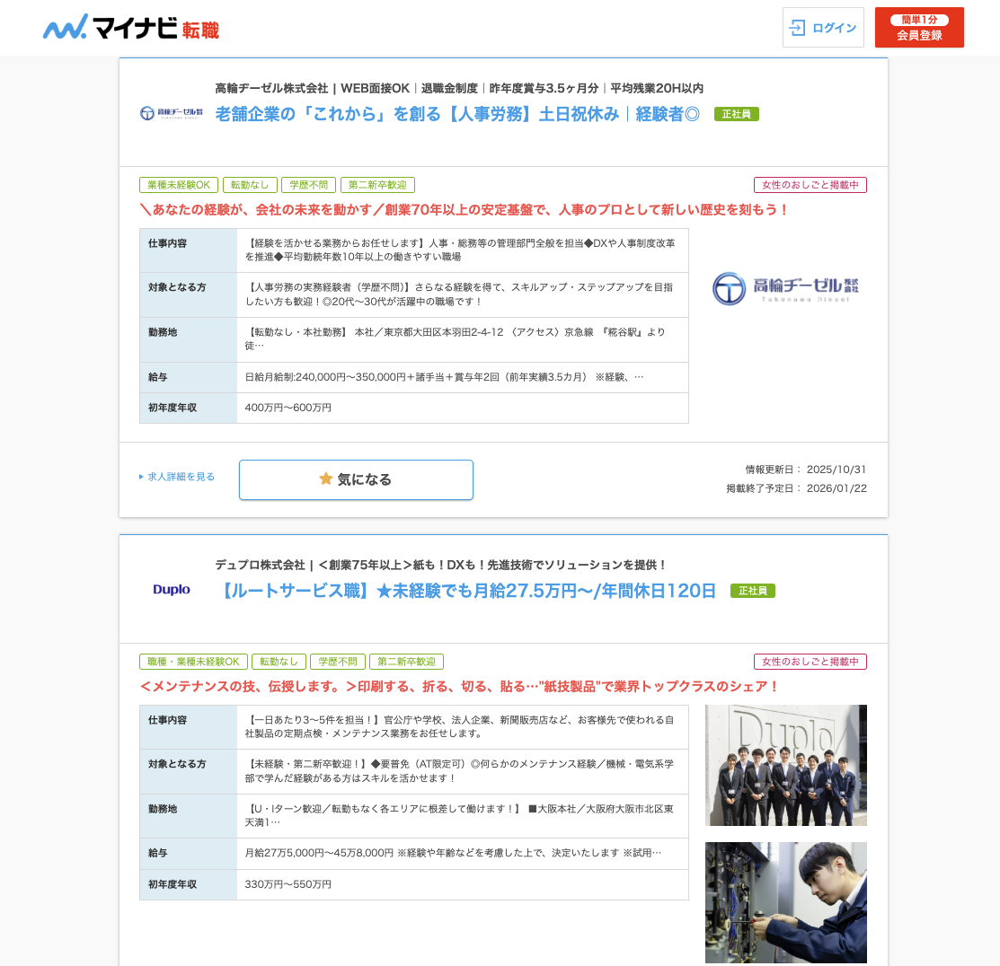 マイナビ転職
ログイン
簡単1分
会員登録
高輪ヂーゼル株式会社 | WEB面接OK｜退職金制度｜昨年度賞与3.5ヶ月分｜平均残業20H以内
高輪ヂーゼル株式会社
老舗企業の「これから」を創る【人事労務】土日祝休み｜経験者◎ 正社員
業種未経験OK 転勤なし 学歴不問 第二新卒歓迎 女性のおしごと掲載中
＼あなたの経験が、会社の未来を動かす／創業70年以上の安定基盤で、人事のプロとして新しい歴史を刻もう！
仕事内容 【経験を活かせる業務からお任せします】人事・総務等の管理部門全般を担当◆DXや人事制度改革
を推進◆平均勤続年数10年以上の働きやすい職場
対象となる方 【人事労務の実務経験者（学歴不問）】さらなる経験を得て、スキルアップ・ステップアップを目指
したい方も歓迎！◎20代〜30代が活躍中の職場です！
高輪ヂーゼル株式会社
Takanawa Diesel
勤務地 【転勤なし・本社勤務】 本社／東京都大田区本羽田2-4-12 〈アクセス〉京急線 『糀谷駅』より
徒…
給与 日給月給制:240,000円〜350,000円＋諸手当＋賞与年2回（前年実績3.5カ月） ※経験、…
初年度年収 400万円〜600万円
求人詳細を見る
気になる
情報更新日： 2025/10/31
掲載終了予定日： 2026/01/22
デュプロ株式会社 | ＜創業75年以上＞紙も！DXも！先進技術でソリューションを提供！
Duplo
【ルートサービス職】★未経験でも月給27.5万円〜/年間休日120日 正社員
職種・業種未経験OK 転勤なし 学歴不問 第二新卒歓迎 女性のおしごと掲載中
＜メンテナンスの技、伝授します。＞印刷する、折る、切る、貼る…"紙技製品"で業界トップクラスのシェア！
仕事内容 【一日あたり3〜5件を担当！】官公庁や学校、法人企業、新聞販売店など、お客様先で使われる自
社製品の定期点検・メンテナンス業務をお任せします。
Duplo
対象となる方 【未経験・第二新卒歓迎！】◆要普免（AT限定可）◎何らかのメンテナンス経験／機械・電気系学
部で学んだ経験がある方はスキルを活かせます！
勤務地 【U・Iターン歓迎／転勤もなく各エリアに根差して働けます！】 ■大阪本社／大阪府大阪市北区東
天満1…
給与 月給27万5,000円〜45万8,000円 ※経験や年齢などを考慮した上で、決定いたします ※試用…
初年度年収 330万円〜550万円